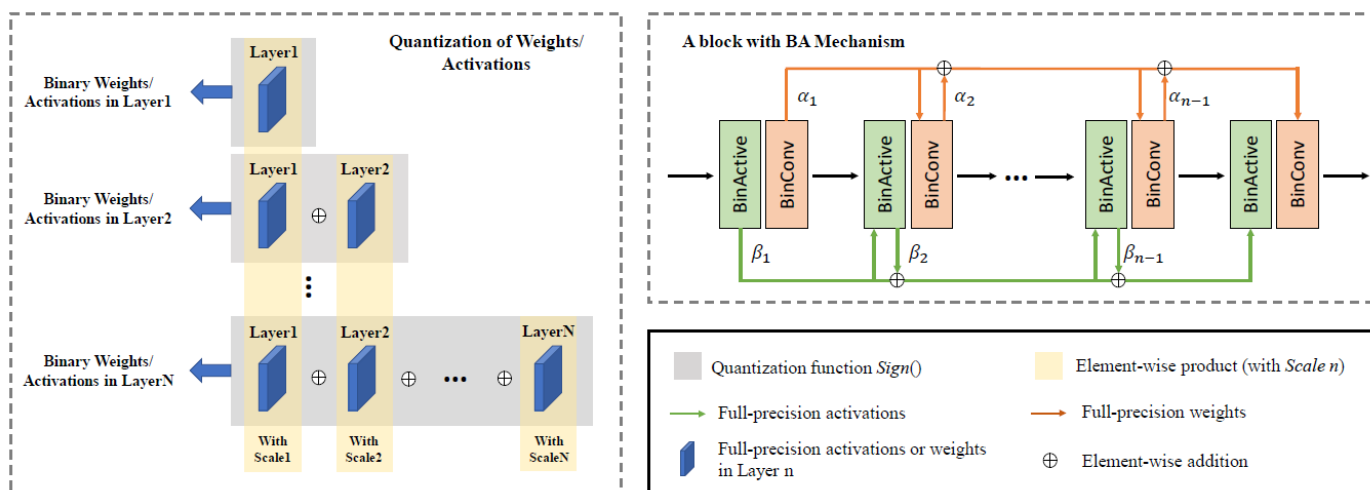 Quantization of Weights/
Activations
Layer1
Binary Weights/
Activations in Layer1
Layer1 Layer2
Binary Weights/
Activations in Layer2
⊕
⋮
Layer1 Layer2 LayerN
Binary Weights/
Activations in LayerN
⊕ ⊕ ••• ⊕
With
Scale1
With
Scale2
With
ScaleN
A block with BA Mechanism
α₁ α₂ αₙ₋₁
⊕ ⊕
BinActive BinConv BinActive BinConv ••• BinActive BinConv BinActive BinConv
β₁ β₂ βₙ₋₁
⊕ ⊕
Quantization function Sign()
Element-wise product (with Scale n)
Full-precision activations
Full-precision weights
Full-precision activations or weights
in Layer n
⊕ Element-wise addition